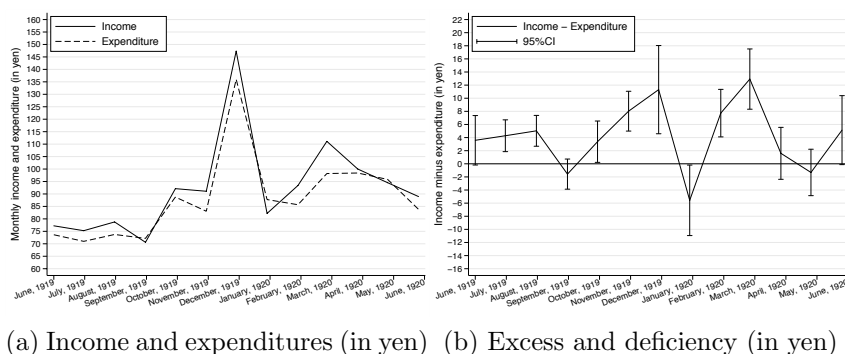 Monthly income and expenditure (in yen)
160
155
150
145
140
135
130
125
120
115
110
105
100
95
90
85
80
75
70
65
60
Income
Expenditure
June, 1919
July, 1919
August, 1919
September, 1919
October, 1919
November, 1919
December, 1919
January, 1920
February, 1920
March, 1920
April, 1920
May, 1920
June, 1920
(a) Income and expenditures (in yen)
Income minus expenditure (in yen)
22
20
18
16
14
12
10
8
6
4
2
0
−2
−4
−6
−8
−10
−12
−14
−16
Income − Expenditure
95%CI
June, 1919
July, 1919
August, 1919
September, 1919
October, 1919
November, 1919
December, 1919
January, 1920
February, 1920
March, 1920
April, 1920
May, 1920
June, 1920
(b) Excess and deficiency (in yen)